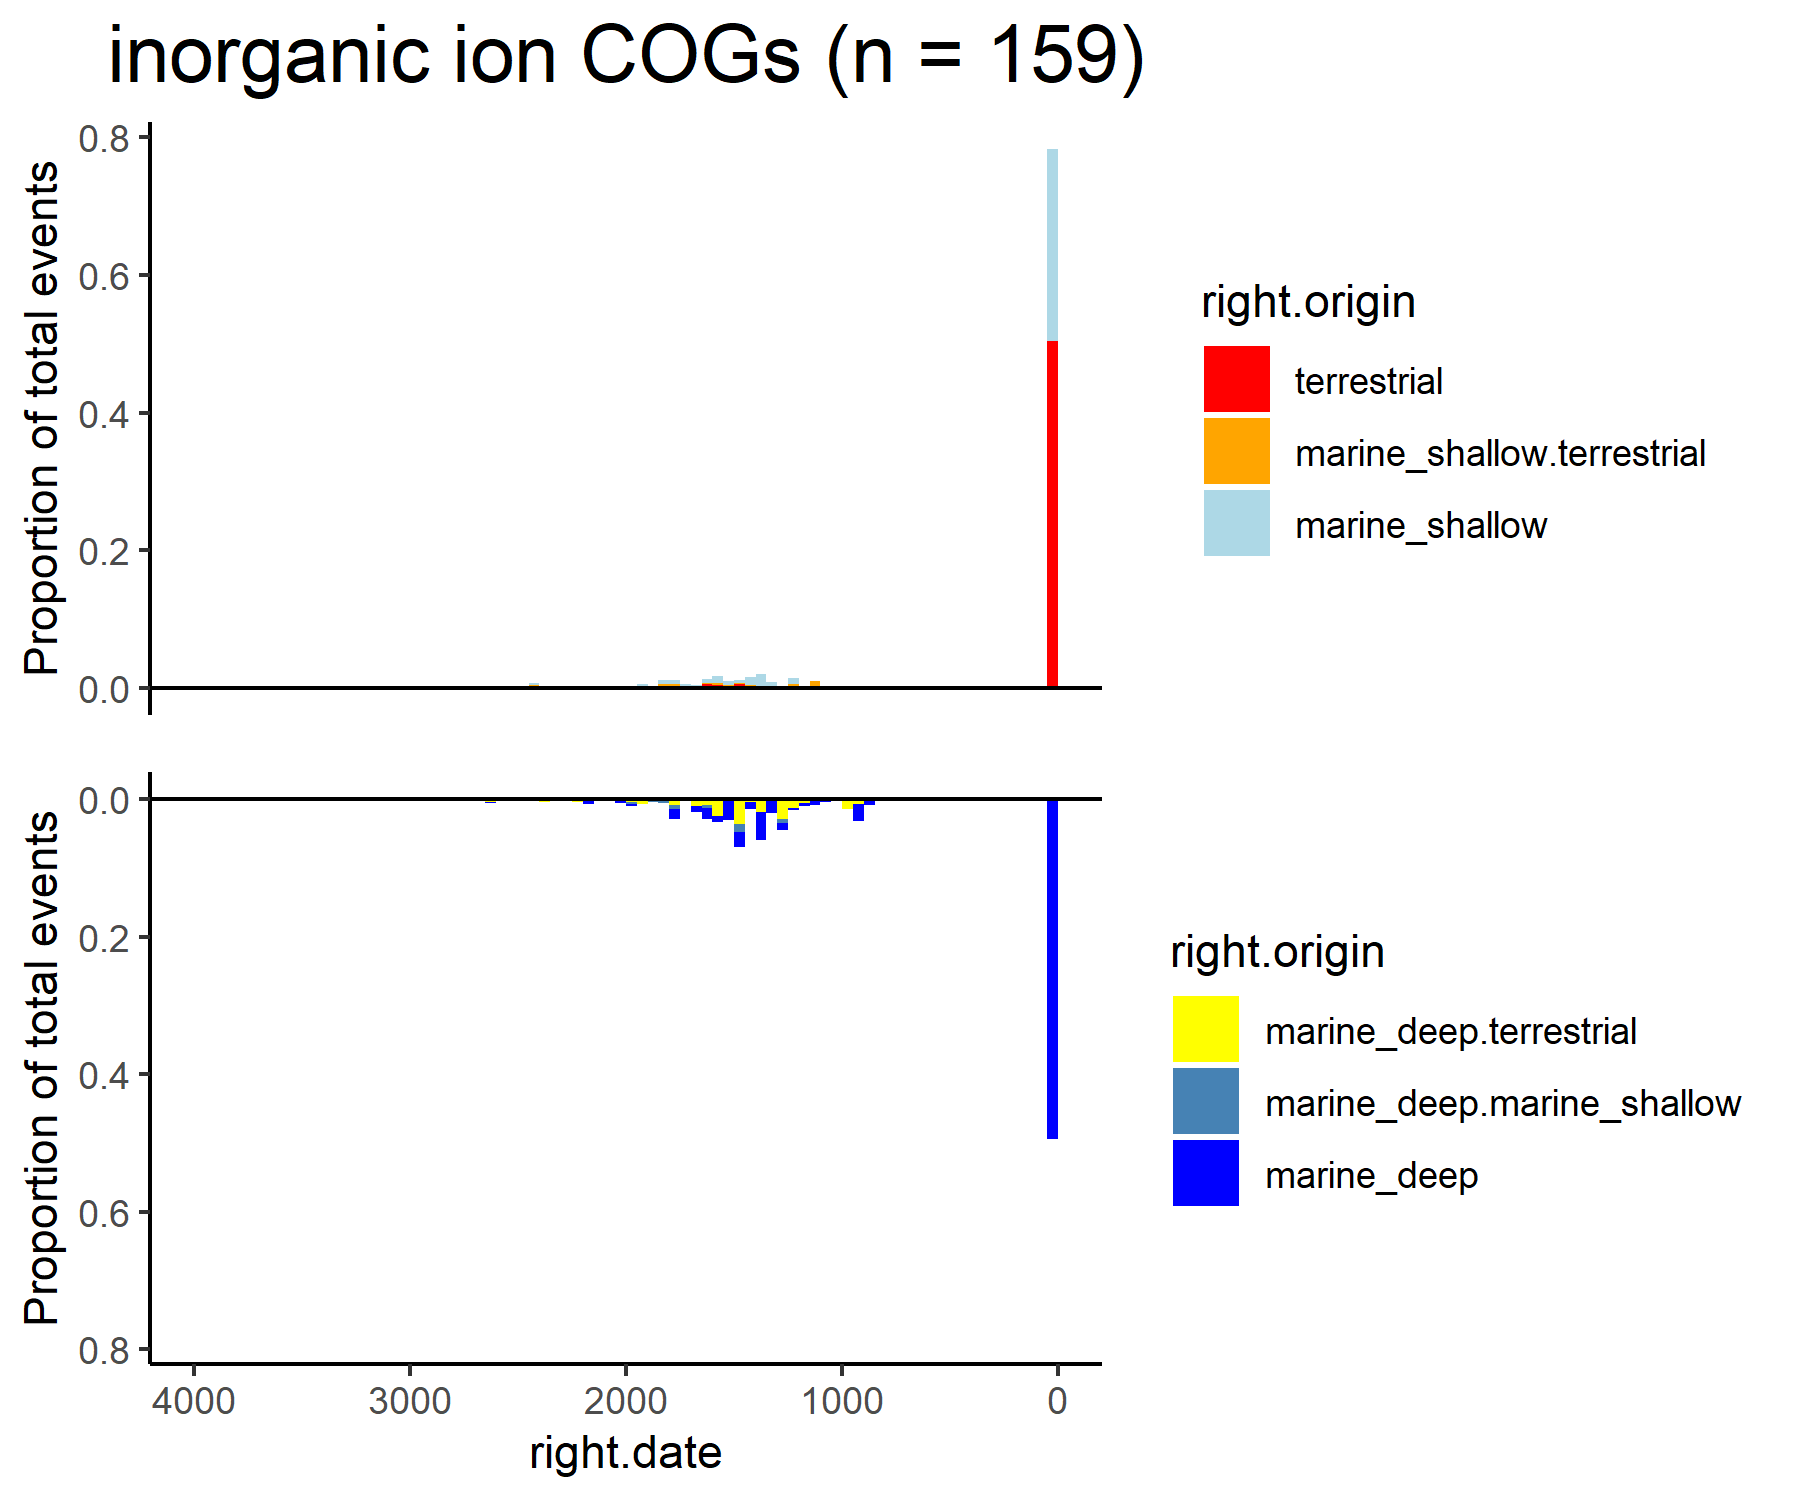 inorganic ion COGs (n = 159)
Proportion of total events
0.8
0.6
0.4
0.2
0.0
right.origin
terrestrial
marine_shallow.terrestrial
marine_shallow
Proportion of total events
0.0
0.2
0.4
0.6
0.8
4000 3000 2000 1000 0
right.date
right.origin
marine_deep.terrestrial
marine_deep.marine_shallow
marine_deep